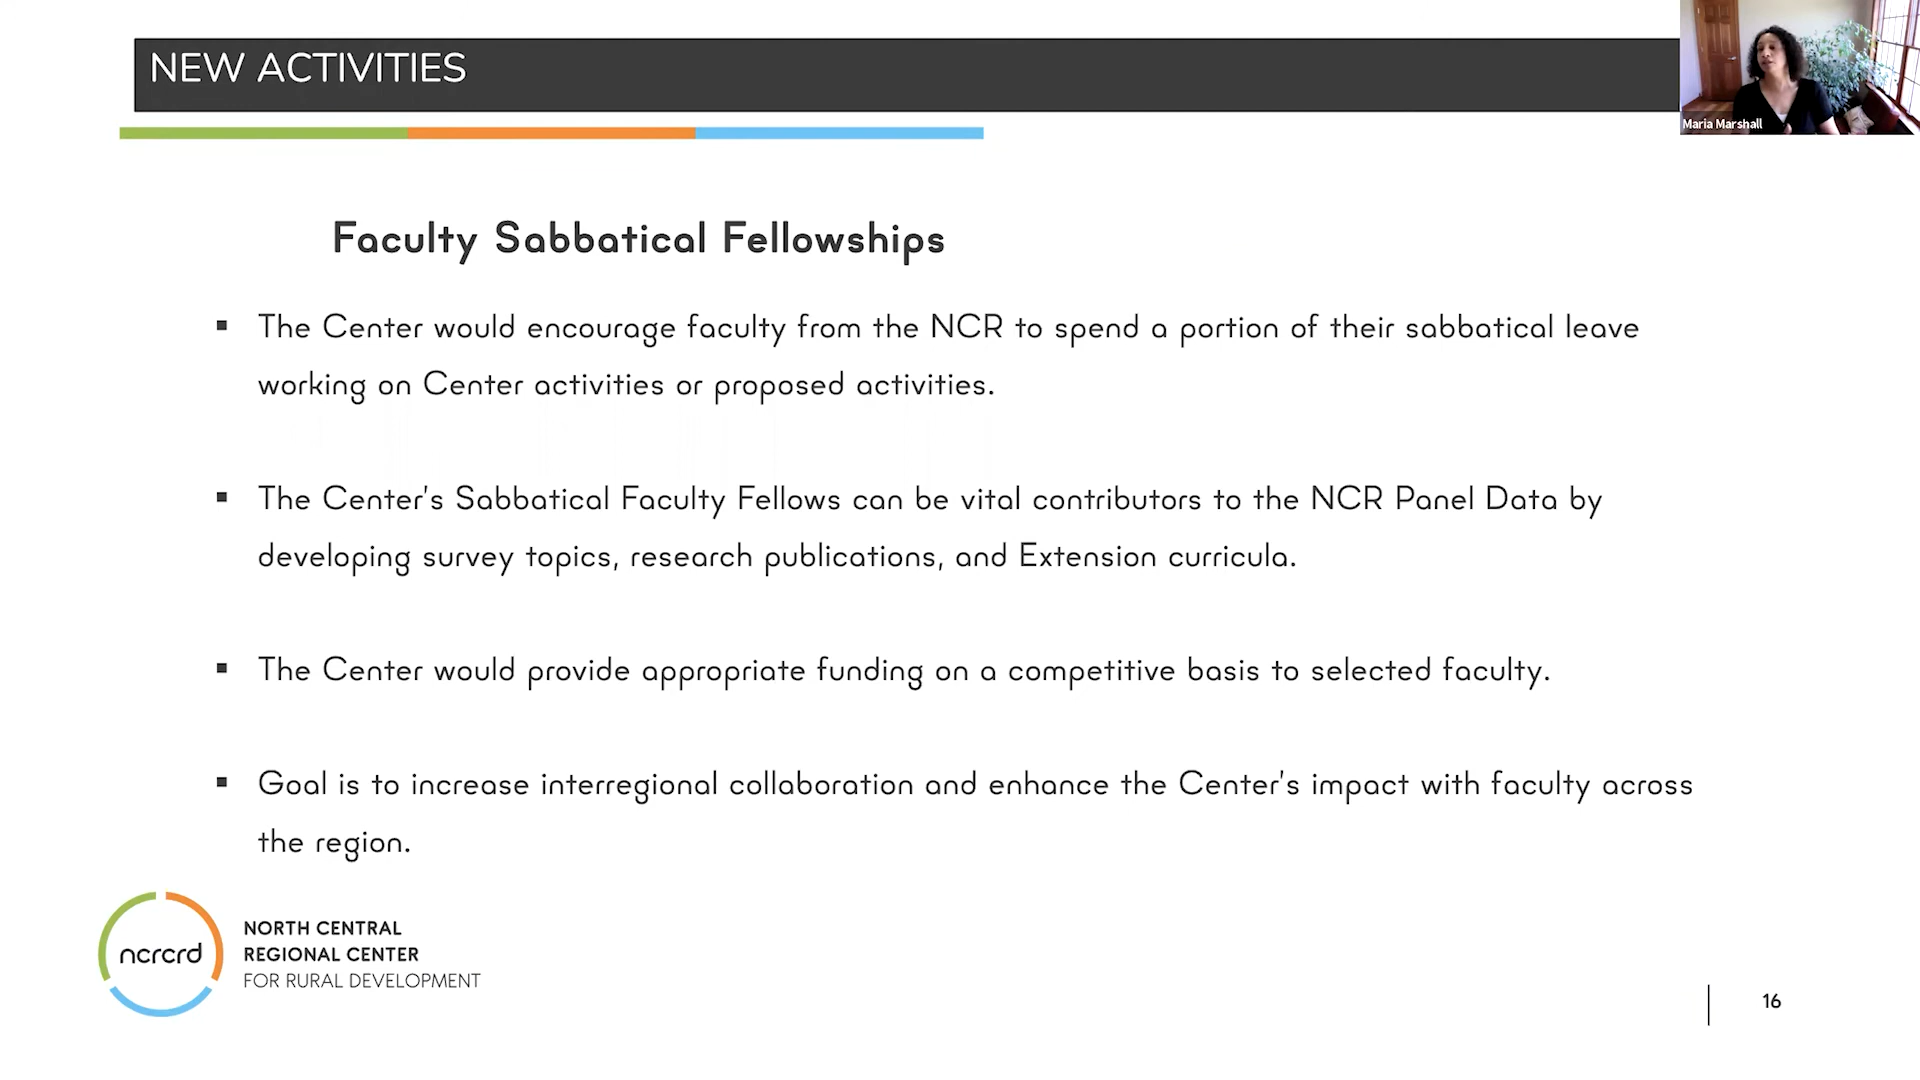 NEW ACTIVITIES
Maria Marshall
Faculty Sabbatical Fellowships
▪ The Center would encourage faculty from the NCR to spend a portion of their sabbatical leave
working on Center activities or proposed activities.
▪ The Center's Sabbatical Faculty Fellows can be vital contributors to the NCR Panel Data by
developing survey topics, research publications, and Extension curricula.
▪ The Center would provide appropriate funding on a competitive basis to selected faculty.
▪ Goal is to increase interregional collaboration and enhance the Center's impact with faculty across
the region.
ncrcrd
NORTH CENTRAL
REGIONAL CENTER
FOR RURAL DEVELOPMENT
16